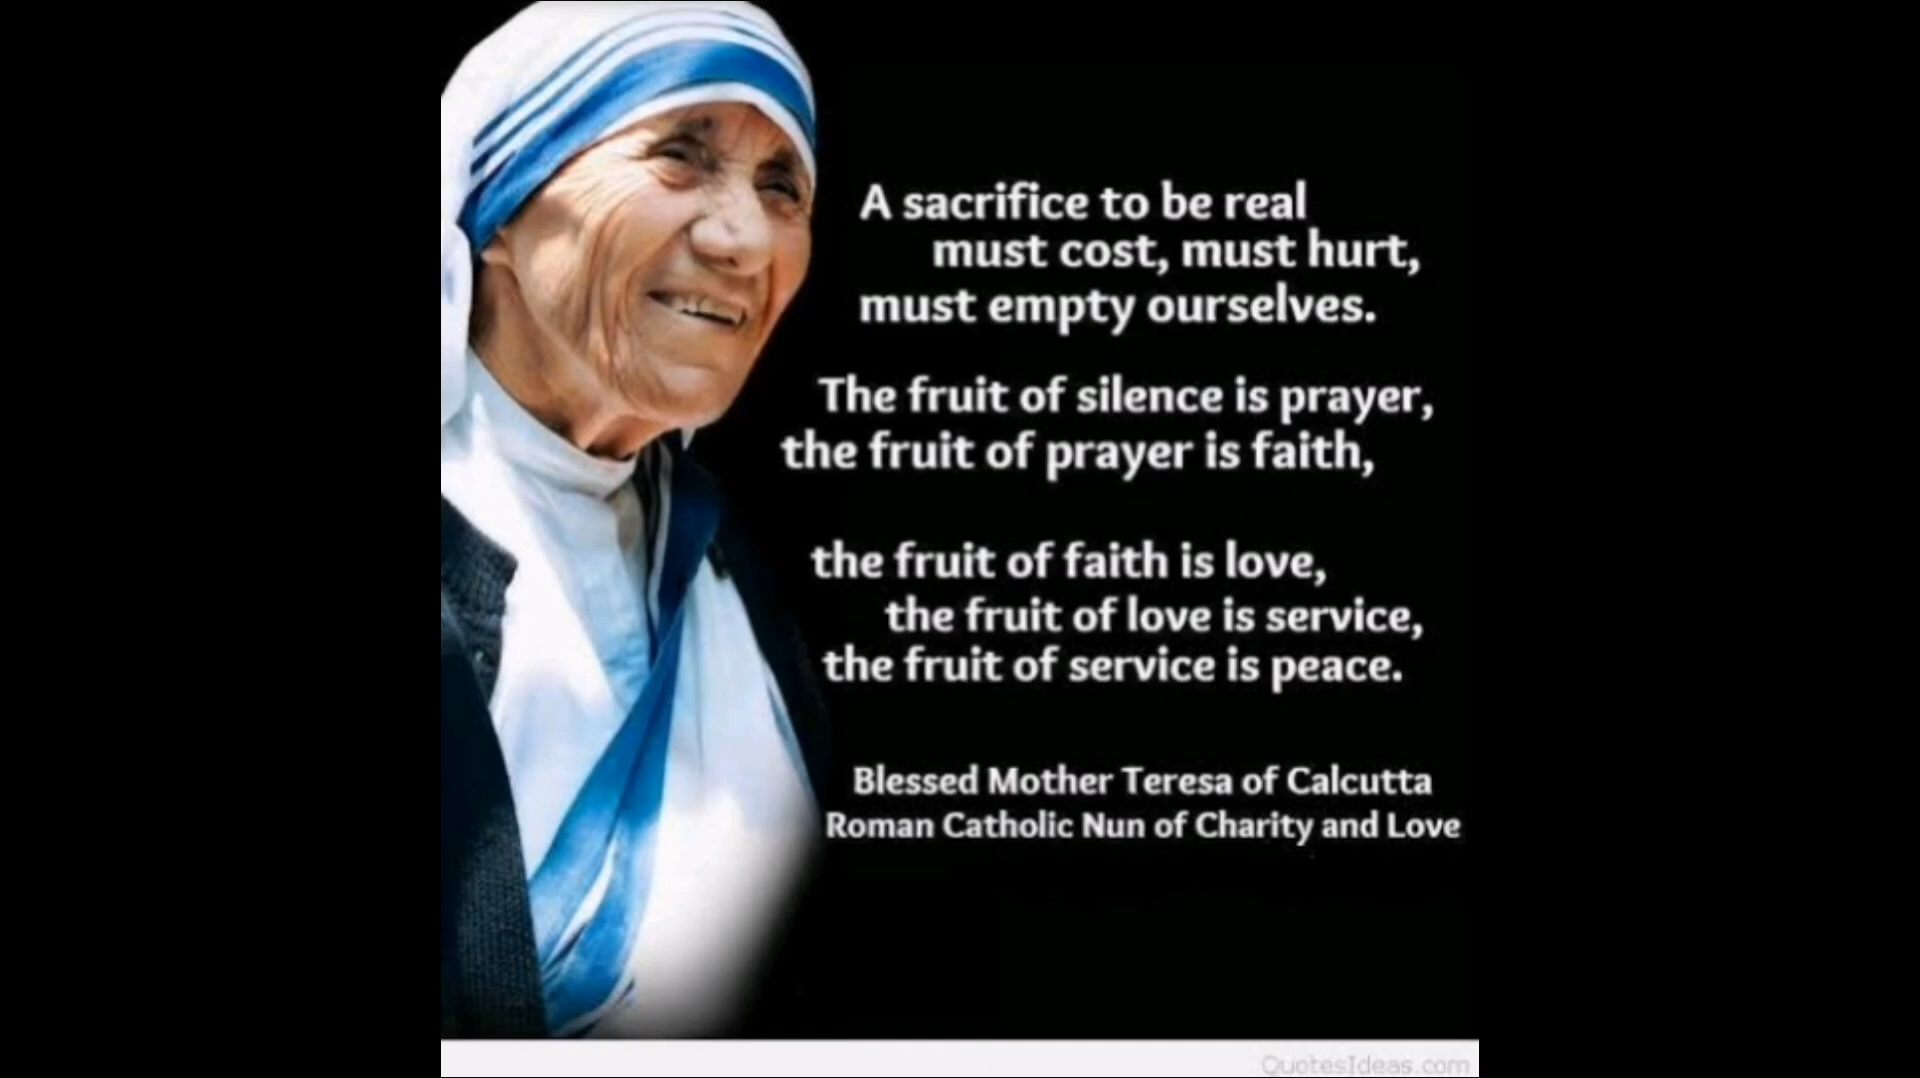 A sacrifice to be real
must cost, must hurt,
must empty ourselves.
The fruit of silence is prayer,
the fruit of prayer is faith,
the fruit of faith is love,
the fruit of love is service,
the fruit of service is peace.
Blessed Mother Teresa of Calcutta
Roman Catholic Nun of Charity and Love
QuotesIdeas.com